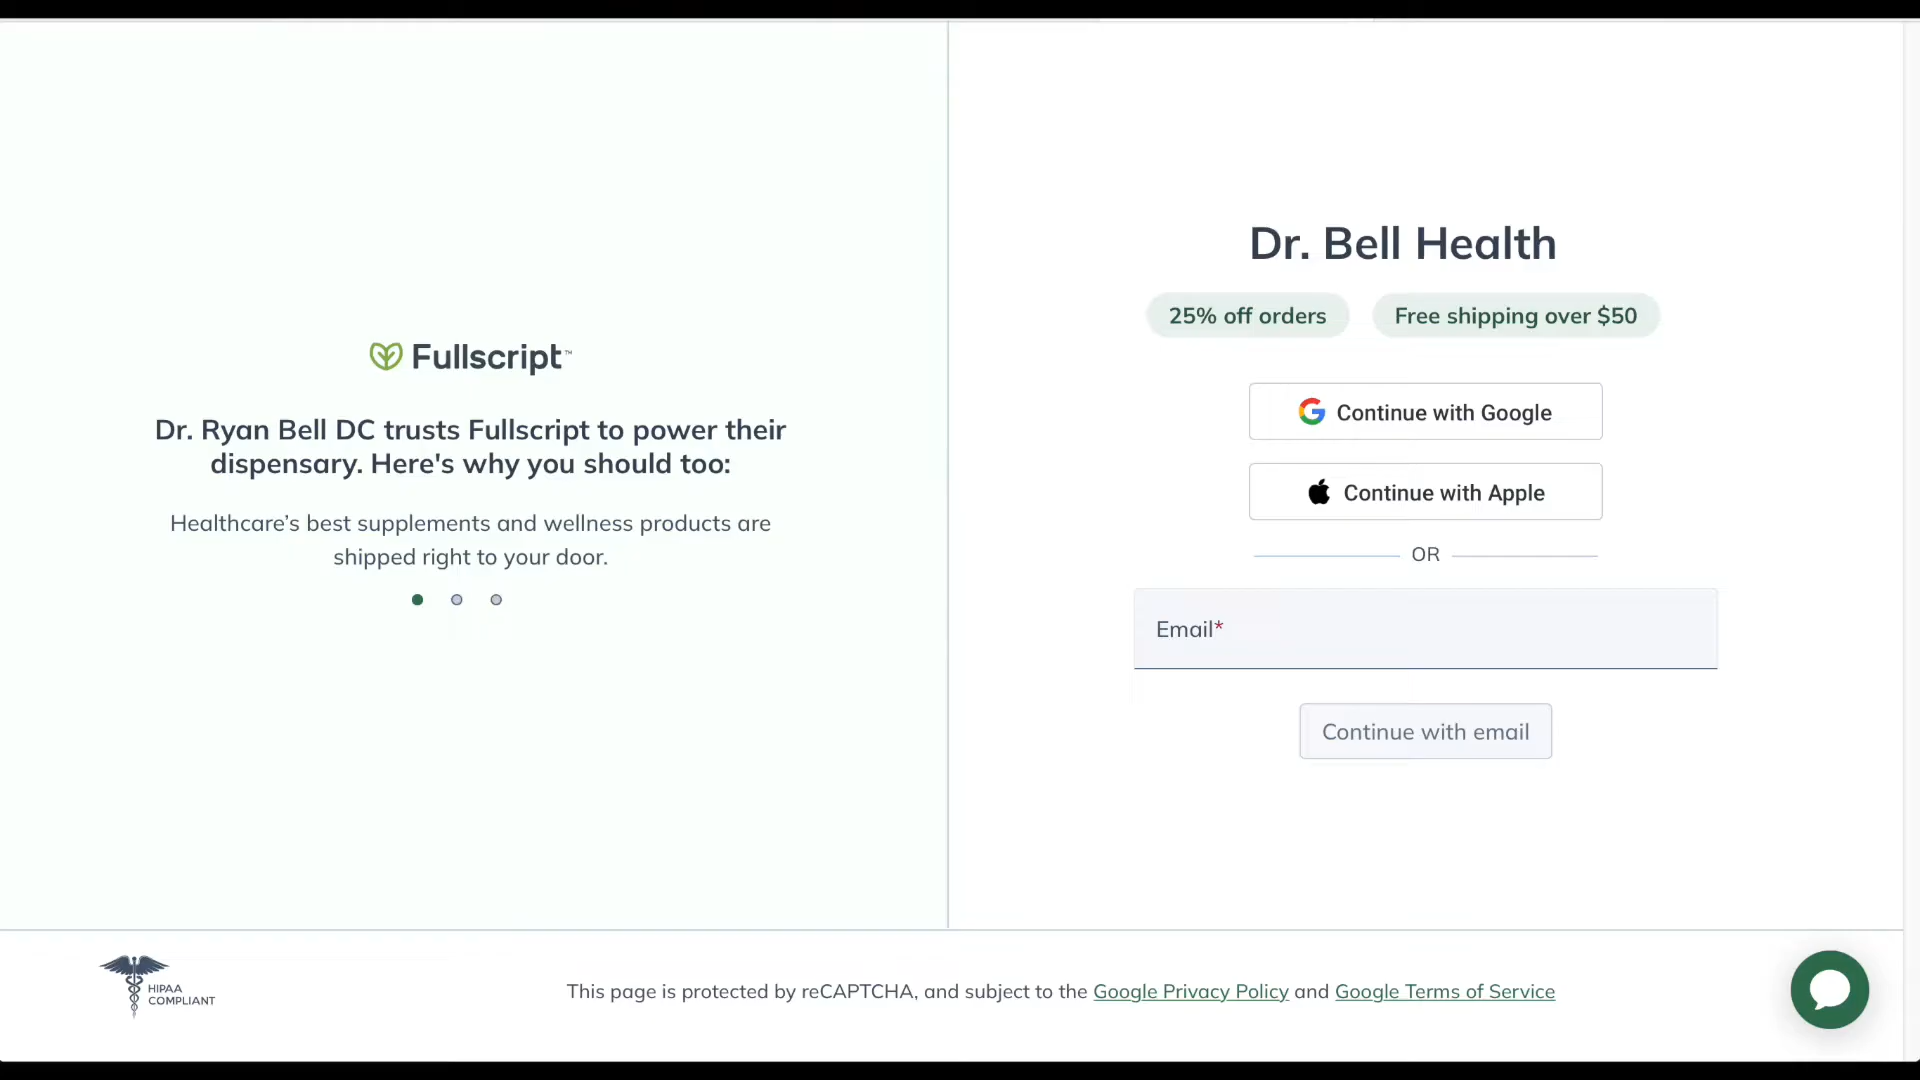 Fullscript™
Dr. Ryan Bell DC trusts Fullscript to power their
dispensary. Here's why you should too:
Healthcare’s best supplements and wellness products are
shipped right to your door.
Dr. Bell Health
25% off orders
Free shipping over $50
Continue with Google
Continue with Apple
OR
Email*
Continue with email
HIPAA
COMPLIANT
This page is protected by reCAPTCHA, and subject to the Google Privacy Policy and Google Terms of Service